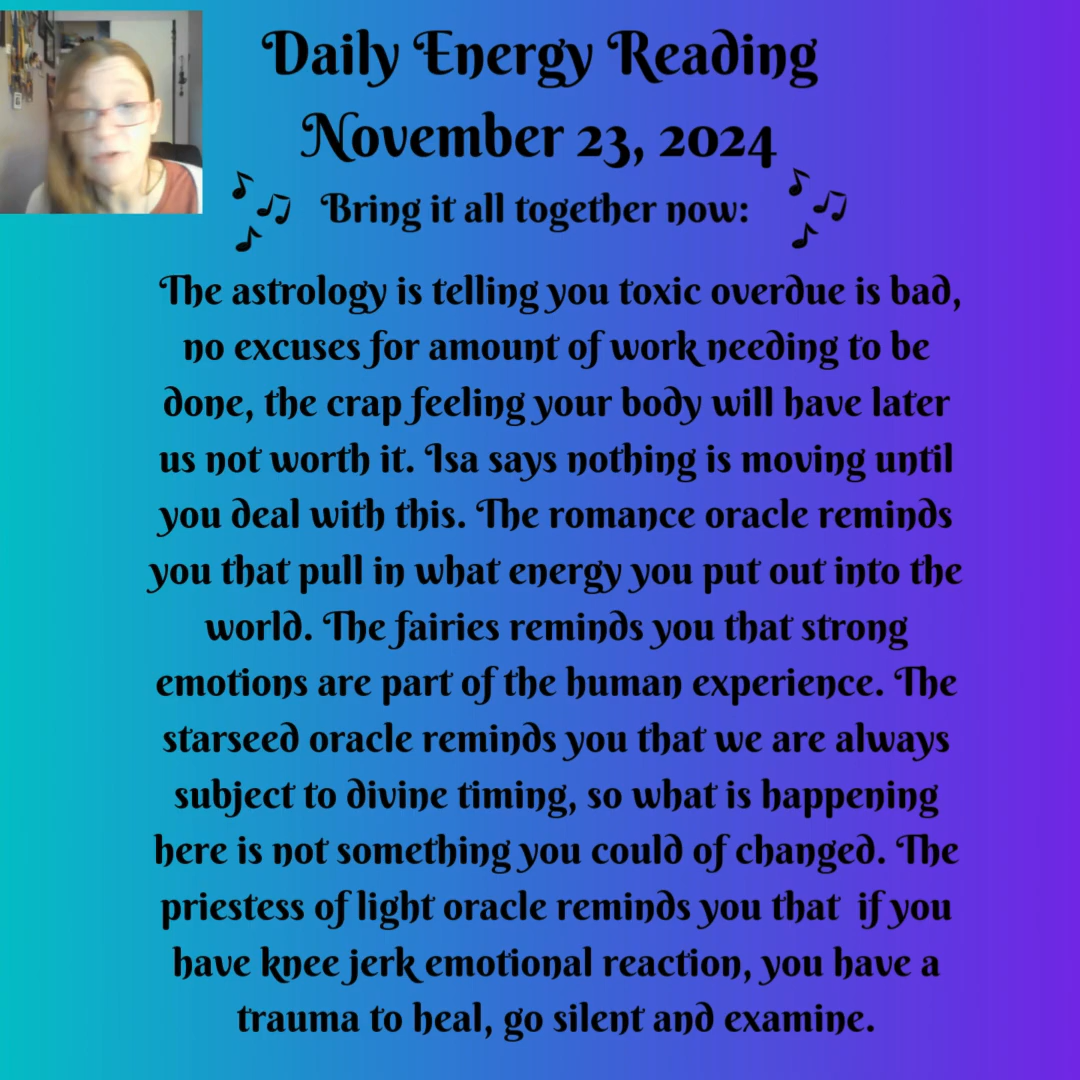 Daily Energy Reading
November 23, 2024
Bring it all together now:
The astrology is telling you toxic overdue is bad,
no excuses for amount of work needing to be
done, the crap feeling your body will have later
us not worth it. Isa says nothing is moving until
you deal with this. The romance oracle reminds
you that pull in what energy you put out into the
world. The fairies reminds you that strong
emotions are part of the human experience. The
starseed oracle reminds you that we are always
subject to divine timing, so what is happening
here is not something you could of changed. The
priestess of light oracle reminds you that if you
have knee jerk emotional reaction, you have a
trauma to heal, go silent and examine.